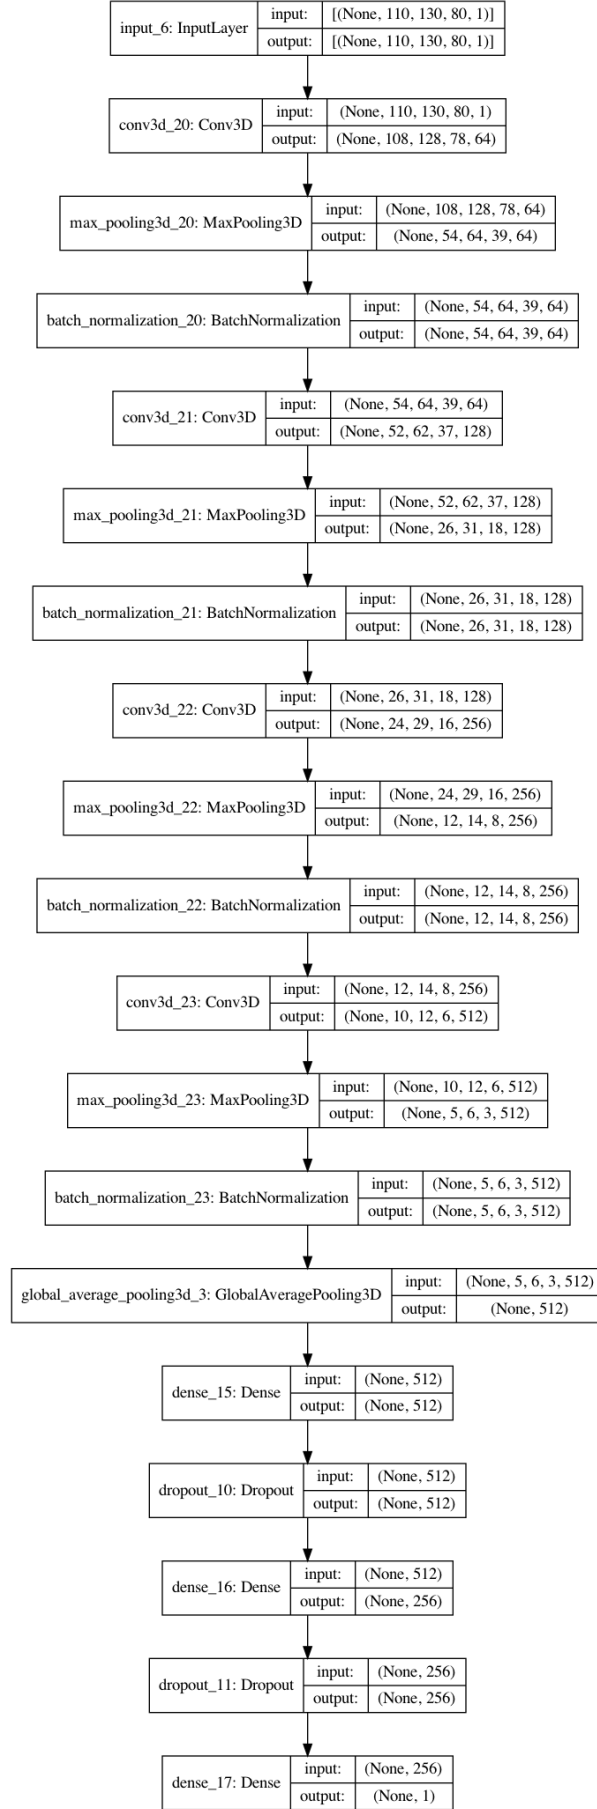 input_6: InputLayer
input: [(None, 110, 130, 80, 1)]
output: [(None, 110, 130, 80, 1)]
conv3d_20: Conv3D
input: (None, 110, 130, 80, 1)
output: (None, 108, 128, 78, 64)
max_pooling3d_20: MaxPooling3D
input: (None, 108, 128, 78, 64)
output: (None, 54, 64, 39, 64)
batch_normalization_20: BatchNormalization
input: (None, 54, 64, 39, 64)
output: (None, 54, 64, 39, 64)
conv3d_21: Conv3D
input: (None, 54, 64, 39, 64)
output: (None, 52, 62, 37, 128)
max_pooling3d_21: MaxPooling3D
input: (None, 52, 62, 37, 128)
output: (None, 26, 31, 18, 128)
batch_normalization_21: BatchNormalization
input: (None, 26, 31, 18, 128)
output: (None, 26, 31, 18, 128)
conv3d_22: Conv3D
input: (None, 26, 31, 18, 128)
output: (None, 24, 29, 16, 256)
max_pooling3d_22: MaxPooling3D
input: (None, 24, 29, 16, 256)
output: (None, 12, 14, 8, 256)
batch_normalization_22: BatchNormalization
input: (None, 12, 14, 8, 256)
output: (None, 12, 14, 8, 256)
conv3d_23: Conv3D
input: (None, 12, 14, 8, 256)
output: (None, 10, 12, 6, 512)
max_pooling3d_23: MaxPooling3D
input: (None, 10, 12, 6, 512)
output: (None, 5, 6, 3, 512)
batch_normalization_23: BatchNormalization
input: (None, 5, 6, 3, 512)
output: (None, 5, 6, 3, 512)
global_average_pooling3d_3: GlobalAveragePooling3D
input: (None, 5, 6, 3, 512)
output: (None, 512)
dense_15: Dense
input: (None, 512)
output: (None, 512)
dropout_10: Dropout
input: (None, 512)
output: (None, 512)
dense_16: Dense
input: (None, 512)
output: (None, 256)
dropout_11: Dropout
input: (None, 256)
output: (None, 256)
dense_17: Dense
input: (None, 256)
output: (None, 1)